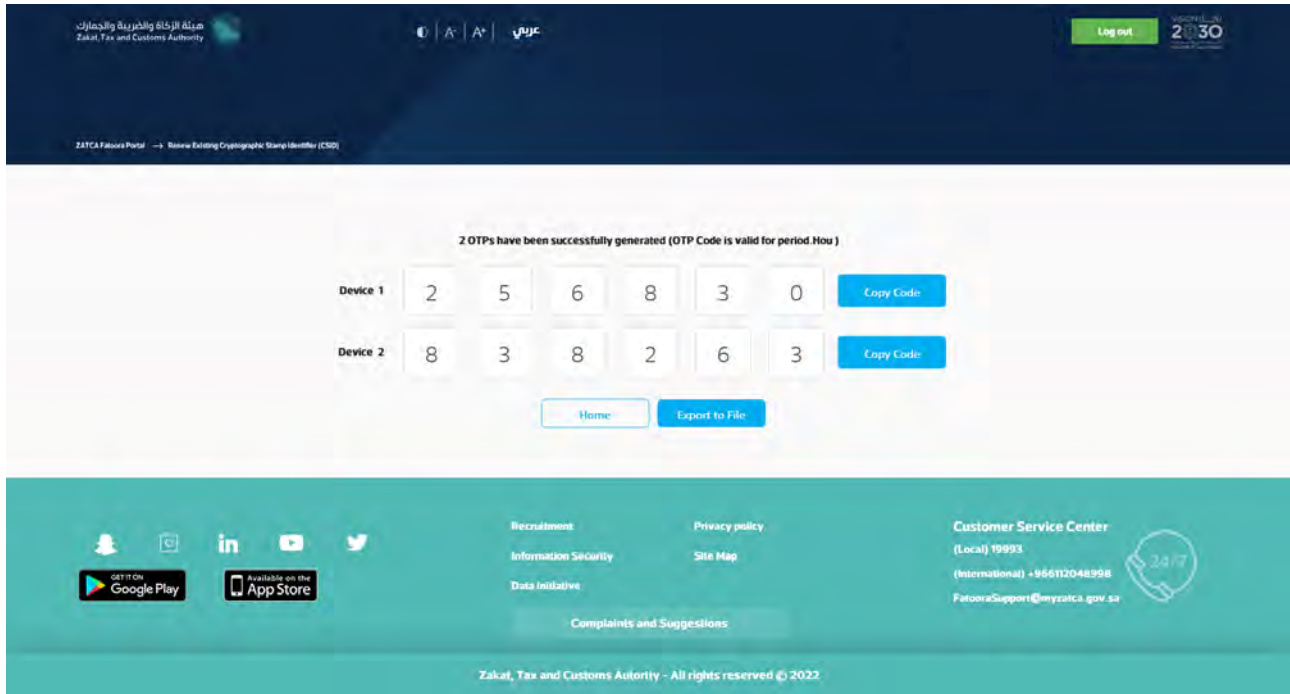 هيئة الزكاة والضريبة والجمارك
Zakat, Tax and Customs Authority
A- A+ عربي
Log out
2030
ZATCA Fatoora Portal → Renew Existing Cryptographic Stamp Identifier (CSID)
2 OTPs have been successfully generated (OTP Code is valid for period.Hou )
Device 1 2 5 6 8 3 0 Copy Code
Device 2 8 3 8 2 6 3 Copy Code
Home Export to File
Recruitment Privacy policy
Information Security Site Map
Data Initiative
Complaints and Suggestions
GET IT ON
Google Play
Available on the
App Store
Customer Service Center
(Local) 19993
(International) +966112048998
FatooraSupport@myzatca.gov.sa
24/7
Zakat, Tax and Customs Autority - All rights reserved © 2022